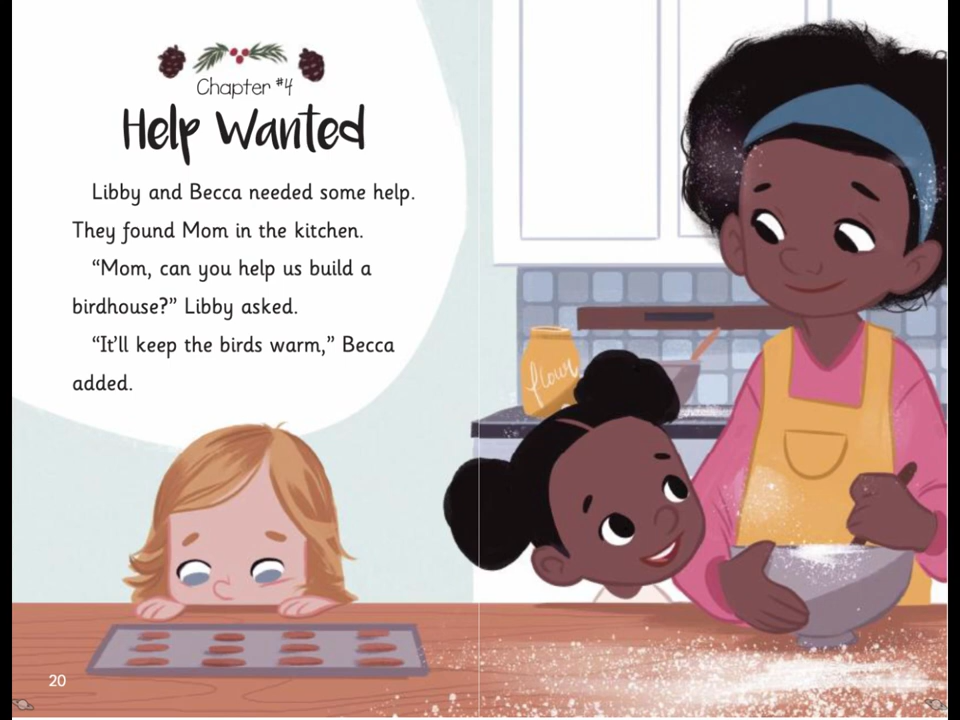 Chapter #4
Help Wanted
Libby and Becca needed some help.
They found Mom in the kitchen.
“Mom, can you help us build a
birdhouse?” Libby asked.
“It’ll keep the birds warm,” Becca
added.
flour
20